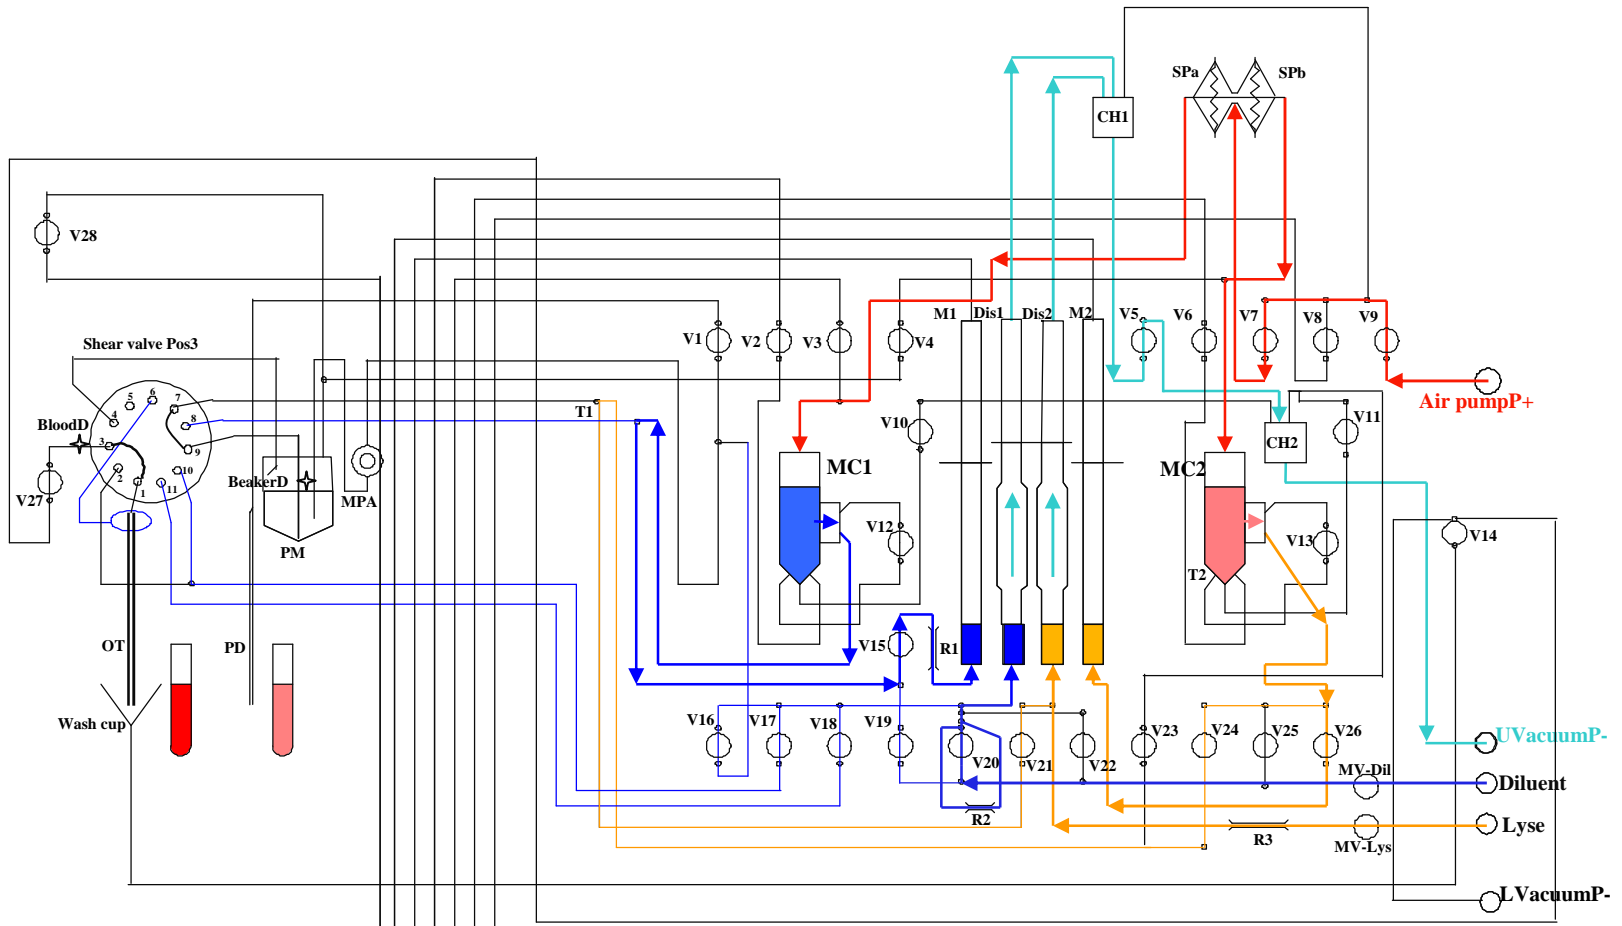 SPa
SPb
CH1
V28
M1
Dis1
Dis2
M2
V5
V6
V7
V8
V9
V1
V2
V3
V4
Shear valve Pos3
Air pumpP+
6
5
7
4
8
T1
BloodD
3
9
V10
V11
CH2
10
2
1
11
BeakerD
MC1
MC2
V27
MPA
V12
V13
V14
PM
T2
OT
PD
V15
R1
Wash cup
V16
V17
V18
V19
V20
V21
V22
V23
V24
V25
V26
UVacuumP-
MV-Dil
Diluent
R2
Lyse
R3
MV-Lys
LVacuumP-